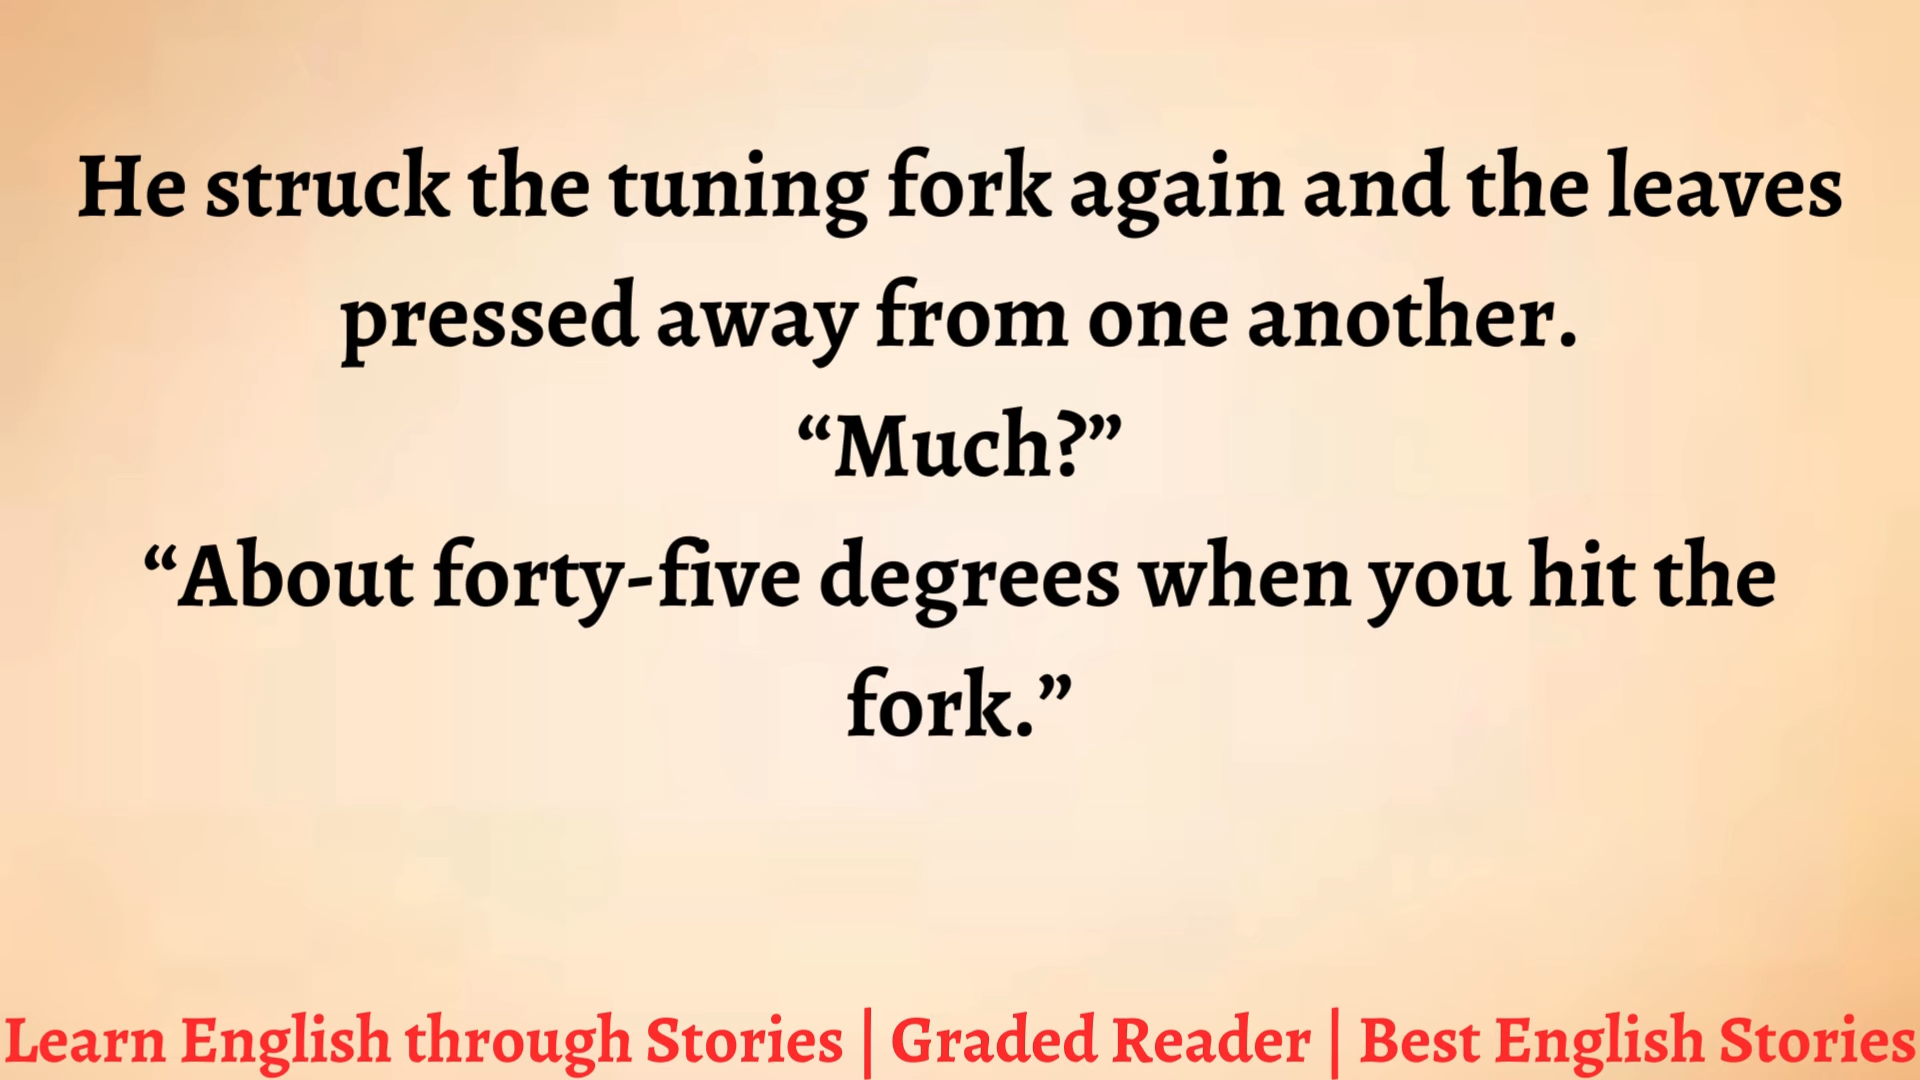 He struck the tuning fork again and the leaves
pressed away from one another.
“Much?”
“About forty-five degrees when you hit the
fork.”
Learn English through Stories | Graded Reader | Best English Stories